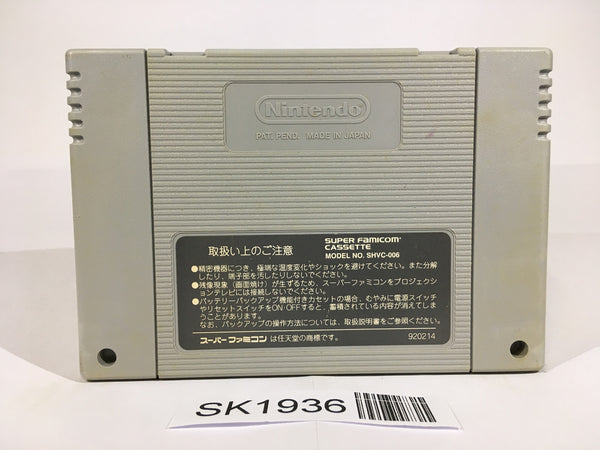 Nintendo
PAT. PEND. MADE IN JAPAN
取扱い上のご注意
SUPER FAMICOM
CASSETTE
MODEL NO. SHVC-006
●精密機器につき、極端な温度変化やショックを避けてください。また分解
したり、端子部を汚したりしないでください。
●残像現象（画面焼け）が生ずるため、スーパーファミコンをプロジェクショ
ンテレビには接続しないでください。
●バッテリーバックアップ機能付きカセットの場合、むやみに電源スイッチ
やリセットスイッチをON・OFFすると、蓄積されている内容が消えてしま
うことがあります。
なお、バックアップの操作方法については、取扱説明書をご参照ください。
スーパーファミコンは任天堂の商標です。
920214
SK1936